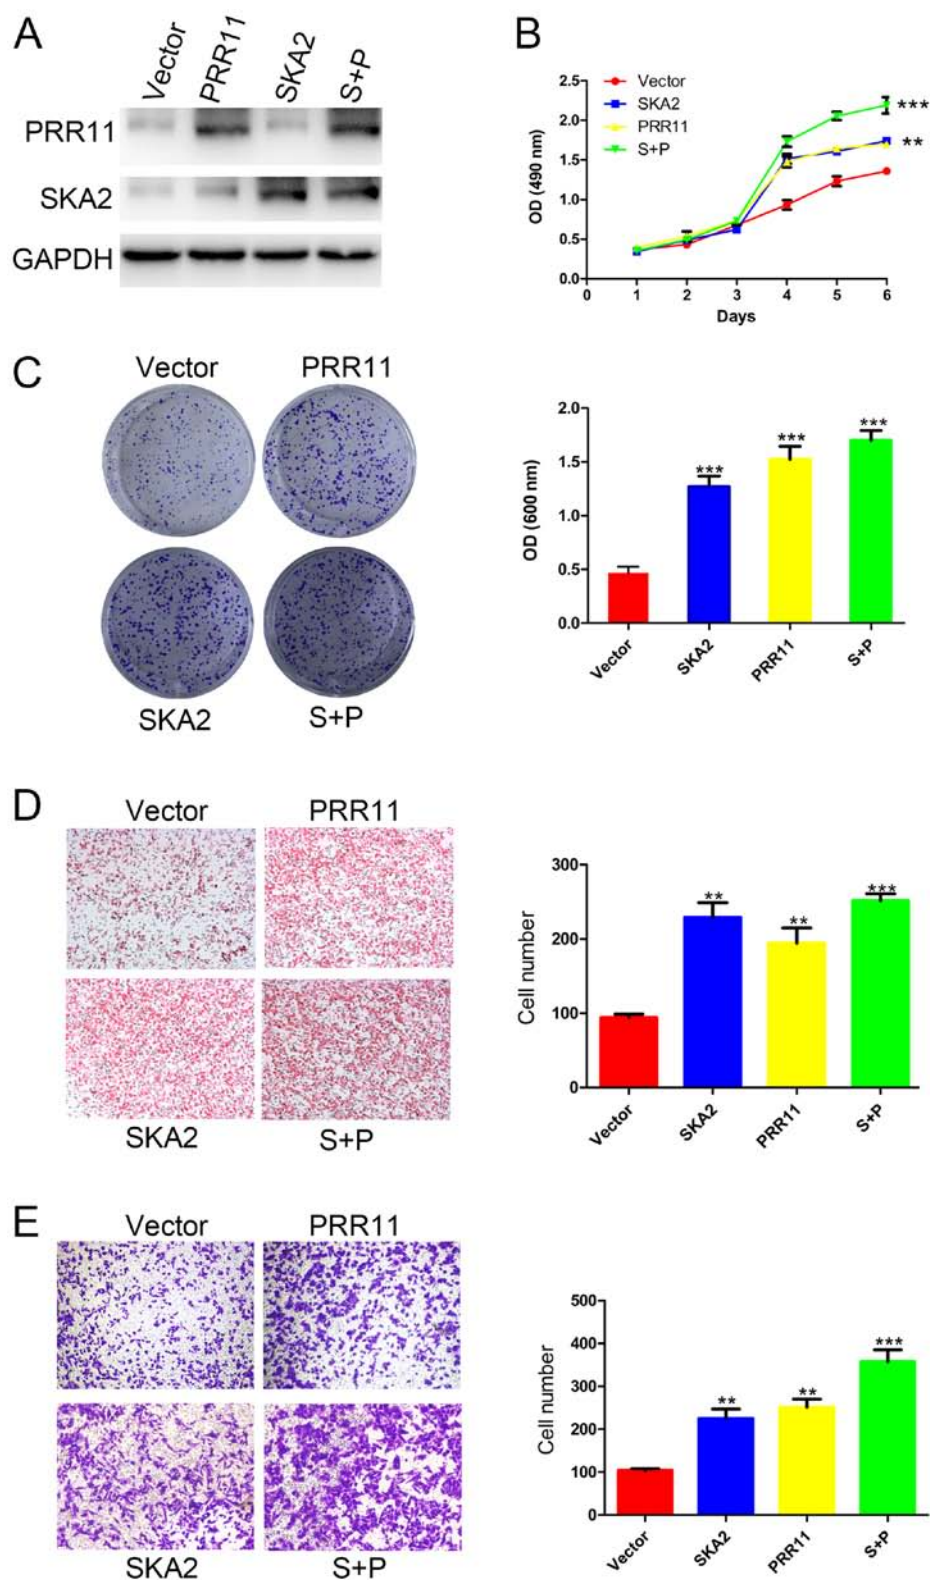 A
Vector
PRR11
SKA2
S+P
PRR11
SKA2
GAPDH
B
2.5
2.0
1.5
1.0
0.5
0.0
OD (490 nm)
Vector
SKA2
PRR11
S+P
***
**
0 1 2 3 4 5 6
Days
C
Vector PRR11
SKA2 S+P
2.0
1.5
1.0
0.5
0.0
OD (600 nm)
***
***
***
Vector
SKA2
PRR11
S+P
D
Vector PRR11
SKA2 S+P
300
200
100
0
Cell number
**
**
***
Vector
SKA2
PRR11
S+P
E
Vector PRR11
SKA2 S+P
500
400
300
200
100
0
Cell number
**
**
***
Vector
SKA2
PRR11
S+P